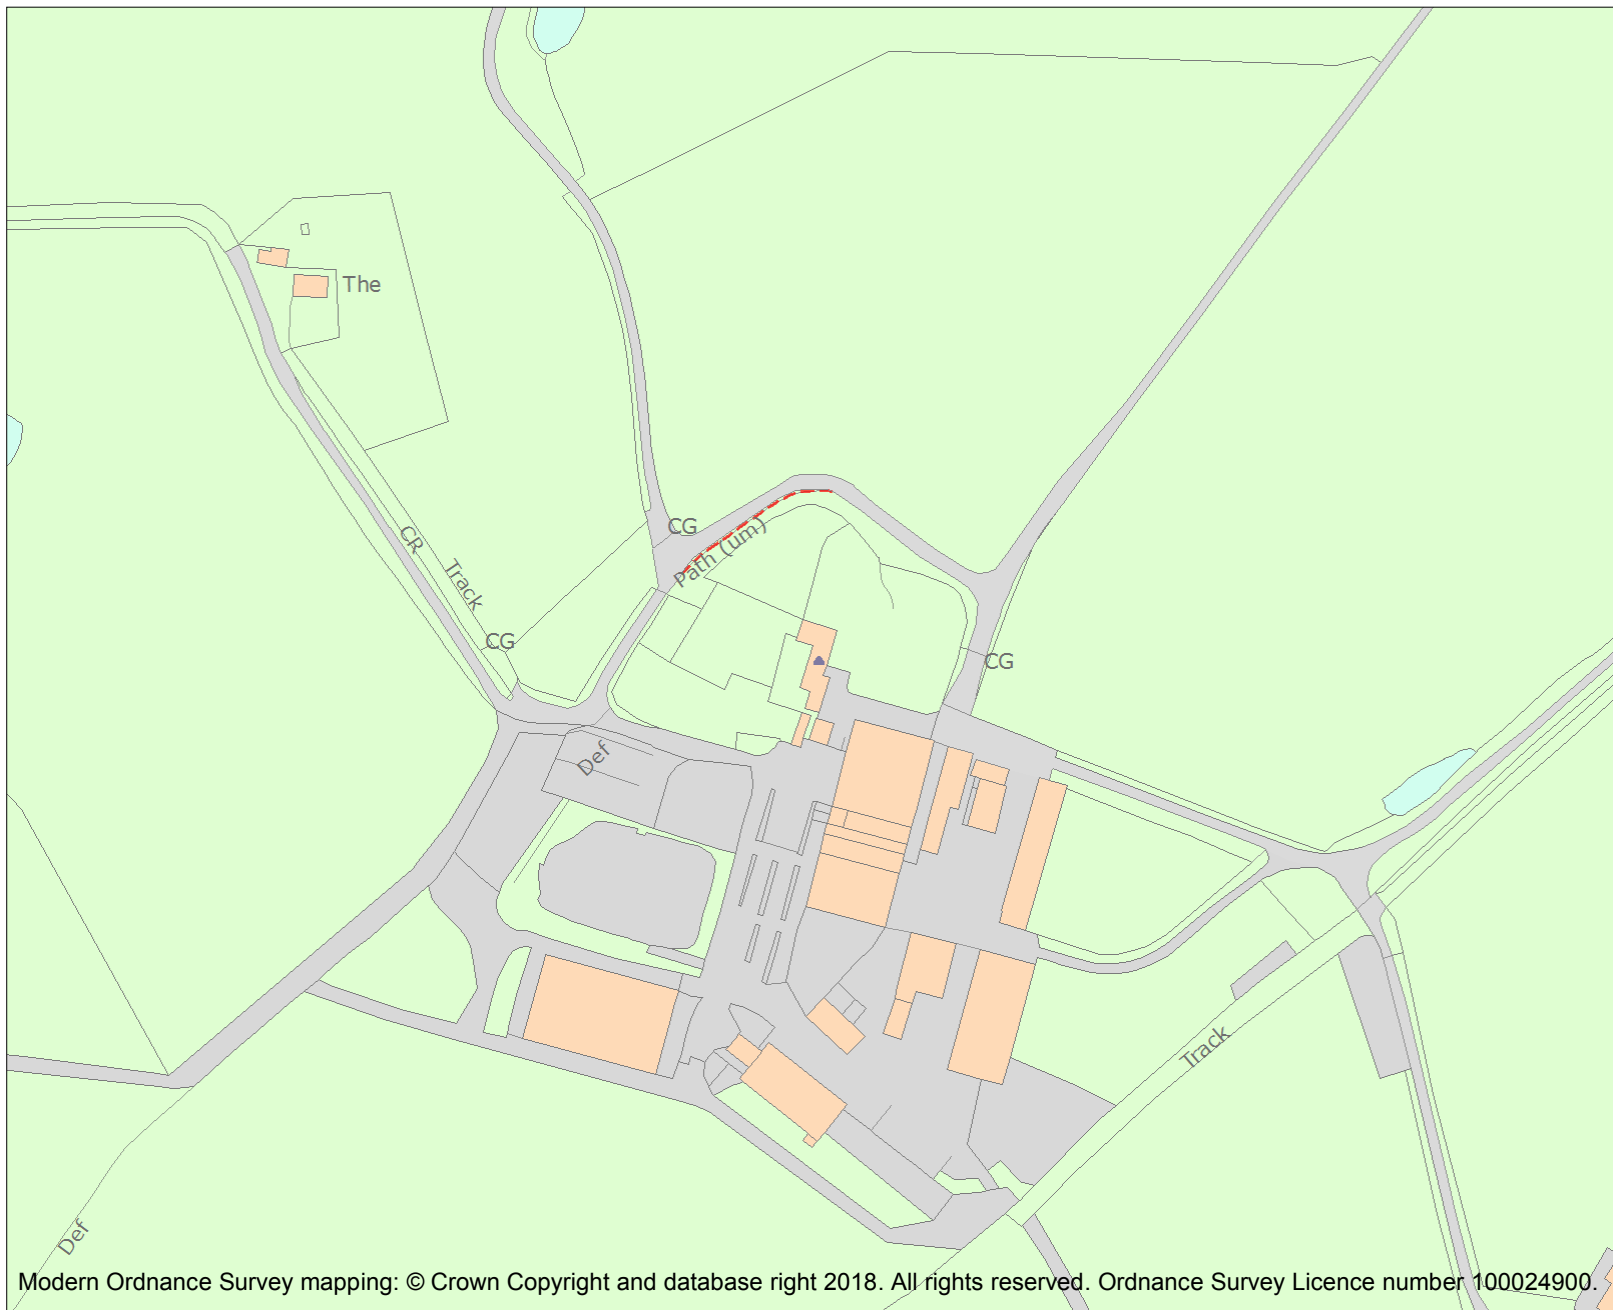 The
CG
Path (um)
CR
Track
CG
CG
Def
Track
Def
Modern Ordnance Survey mapping: © Crown Copyright and database right 2018. All rights reserved. Ordnance Survey Licence number 100024900.